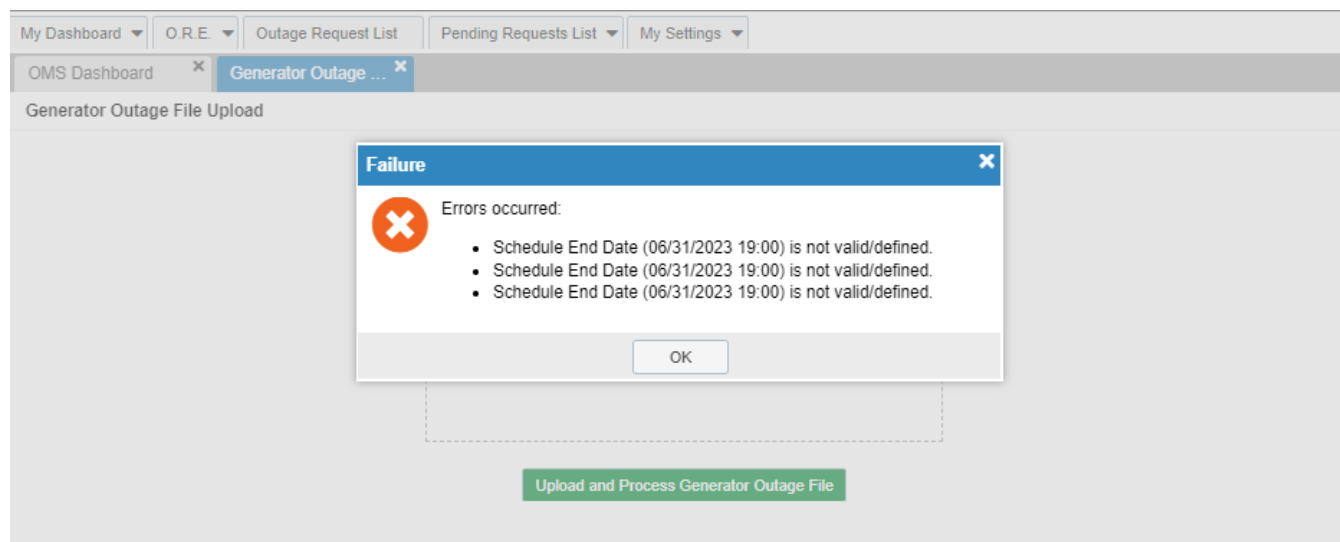 My Dashboard O.R.E. Outage Request List Pending Requests List My Settings
OMS Dashboard Generator Outage ...
Generator Outage File Upload
Failure
Errors occurred:
• Schedule End Date (06/31/2023 19:00) is not valid/defined.
• Schedule End Date (06/31/2023 19:00) is not valid/defined.
• Schedule End Date (06/31/2023 19:00) is not valid/defined.
OK
Upload and Process Generator Outage File